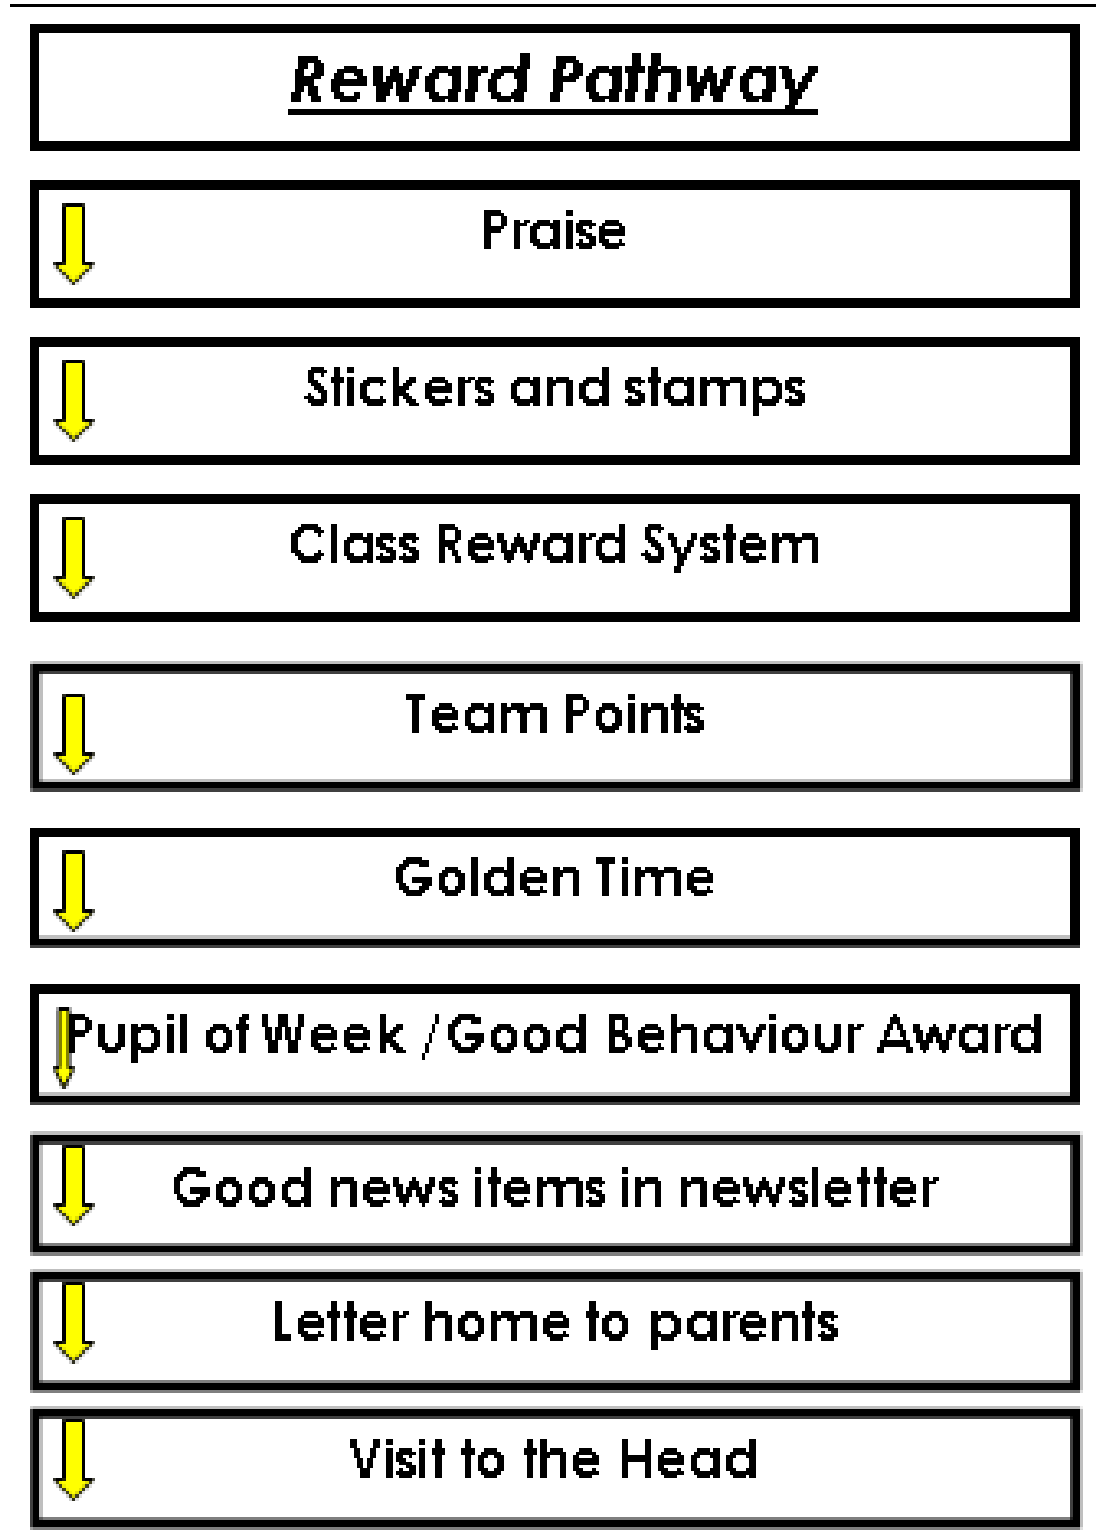 Reward Pathway
Praise
Stickers and stamps
Class Reward System
Team Points
Golden Time
Pupil of Week / Good Behaviour Award
Good news items in newsletter
Letter home to parents
Visit to the Head